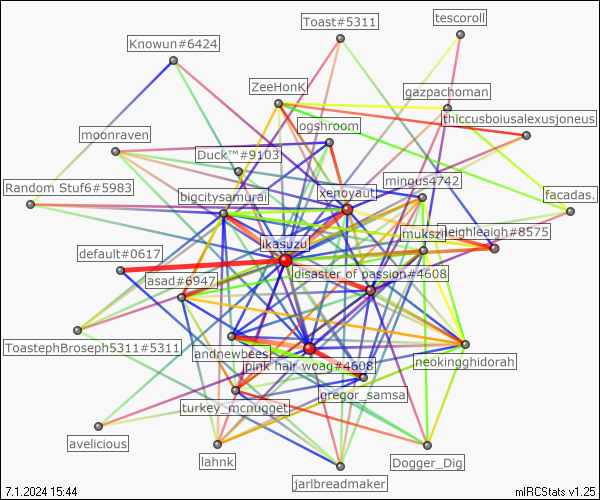 tescoroll
Toast#5311
Knowun#6424
ZeeHonK
gazpachoman
thiccusboiusalexusjoneus
ogshroom
moonraven
Duck™#9103
mingus4742
Random Stuf6#5983
xenoyaut
bigcitysamurai
facadas.
mukszi
leighleigh#8575
ikasuzu
default#0617
disaster of passion#4608
asad#6947
ToastephBroseph5311#5311
andnewbees
neokingghidorah
pink hair woag#4608
gregor_samsa
turkey_mcnugget
avelicious
lahnk
Dogger_Dig
jarlbreadmaker
7.1.2024 15:44
mIRCStats v1.25